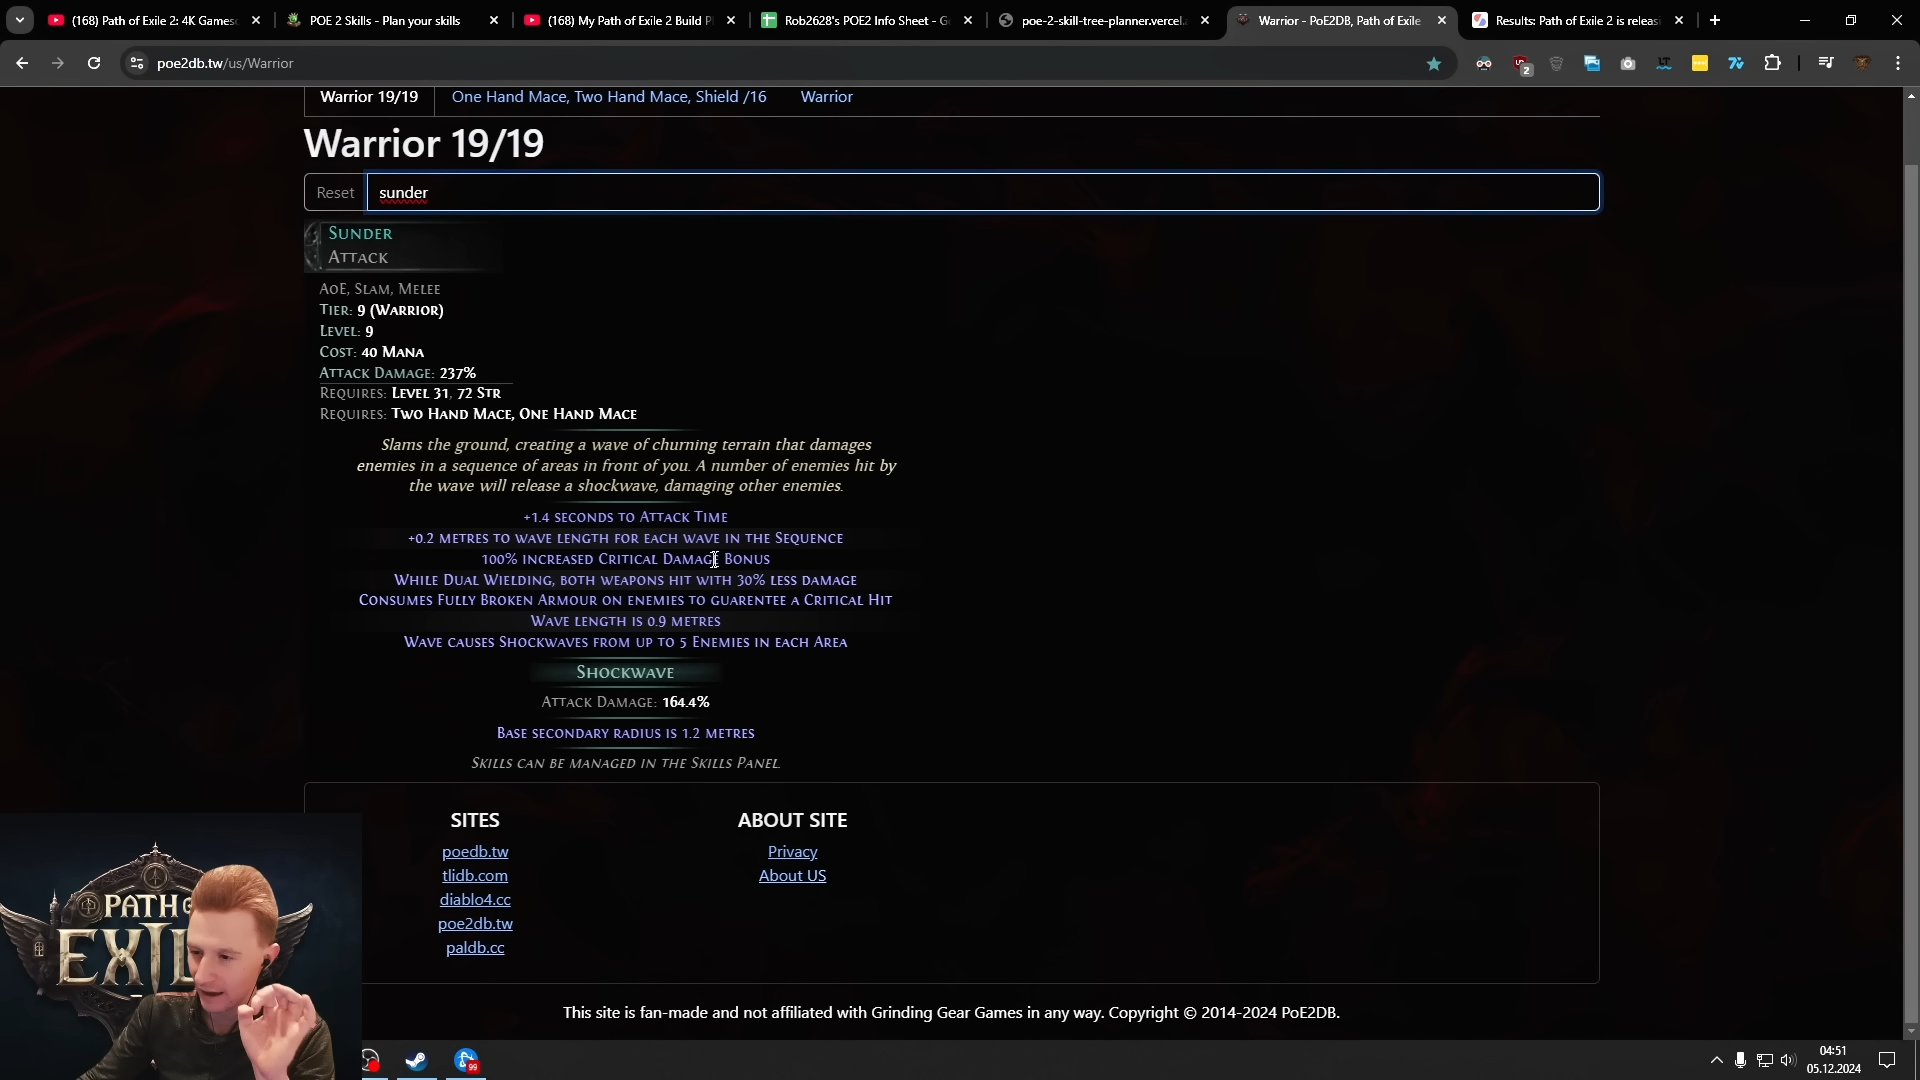 (168) Path of Exile 2: 4K Games
POE 2 Skills - Plan your skills
(168) My Path of Exile 2 Build P
Rob2628's POE2 Info Sheet - G
poe-2-skill-tree-planner.vercel.
Warrior - PoE2DB, Path of Exile
Results: Path of Exile 2 is releas
poe2db.tw/us/Warrior
2
Warrior 19/19
One Hand Mace, Two Hand Mace, Shield /16
Warrior
Warrior 19/19
Reset
sunder
SUNDER
ATTACK
AOE, SLAM, MELEE
TIER: 9 (WARRIOR)
LEVEL: 9
COST: 40 MANA
ATTACK DAMAGE: 237%
REQUIRES: LEVEL 31, 72 STR
REQUIRES: TWO HAND MACE, ONE HAND MACE
Slams the ground, creating a wave of churning terrain that damages
enemies in a sequence of areas in front of you. A number of enemies hit by
the wave will release a shockwave, damaging other enemies.
+1.4 SECONDS TO ATTACK TIME
+0.2 METRES TO WAVE LENGTH FOR EACH WAVE IN THE SEQUENCE
100% INCREASED CRITICAL DAMAGE BONUS
WHILE DUAL WIELDING, BOTH WEAPONS HIT WITH 30% LESS DAMAGE
CONSUMES FULLY BROKEN ARMOUR ON ENEMIES TO GUARENTEE A CRITICAL HIT
WAVE LENGTH IS 0.9 METRES
WAVE CAUSES SHOCKWAVES FROM UP TO 5 ENEMIES IN EACH AREA
SHOCKWAVE
ATTACK DAMAGE: 164.4%
BASE SECONDARY RADIUS IS 1.2 METRES
SKILLS CAN BE MANAGED IN THE SKILLS PANEL.
SITES
poedb.tw
tlidb.com
diablo4.cc
poe2db.tw
paldb.cc
ABOUT SITE
Privacy
About US
This site is fan-made and not affiliated with Grinding Gear Games in any way. Copyright © 2014-2024 PoE2DB.
PATH
EXIL
99
04:51
05.12.2024